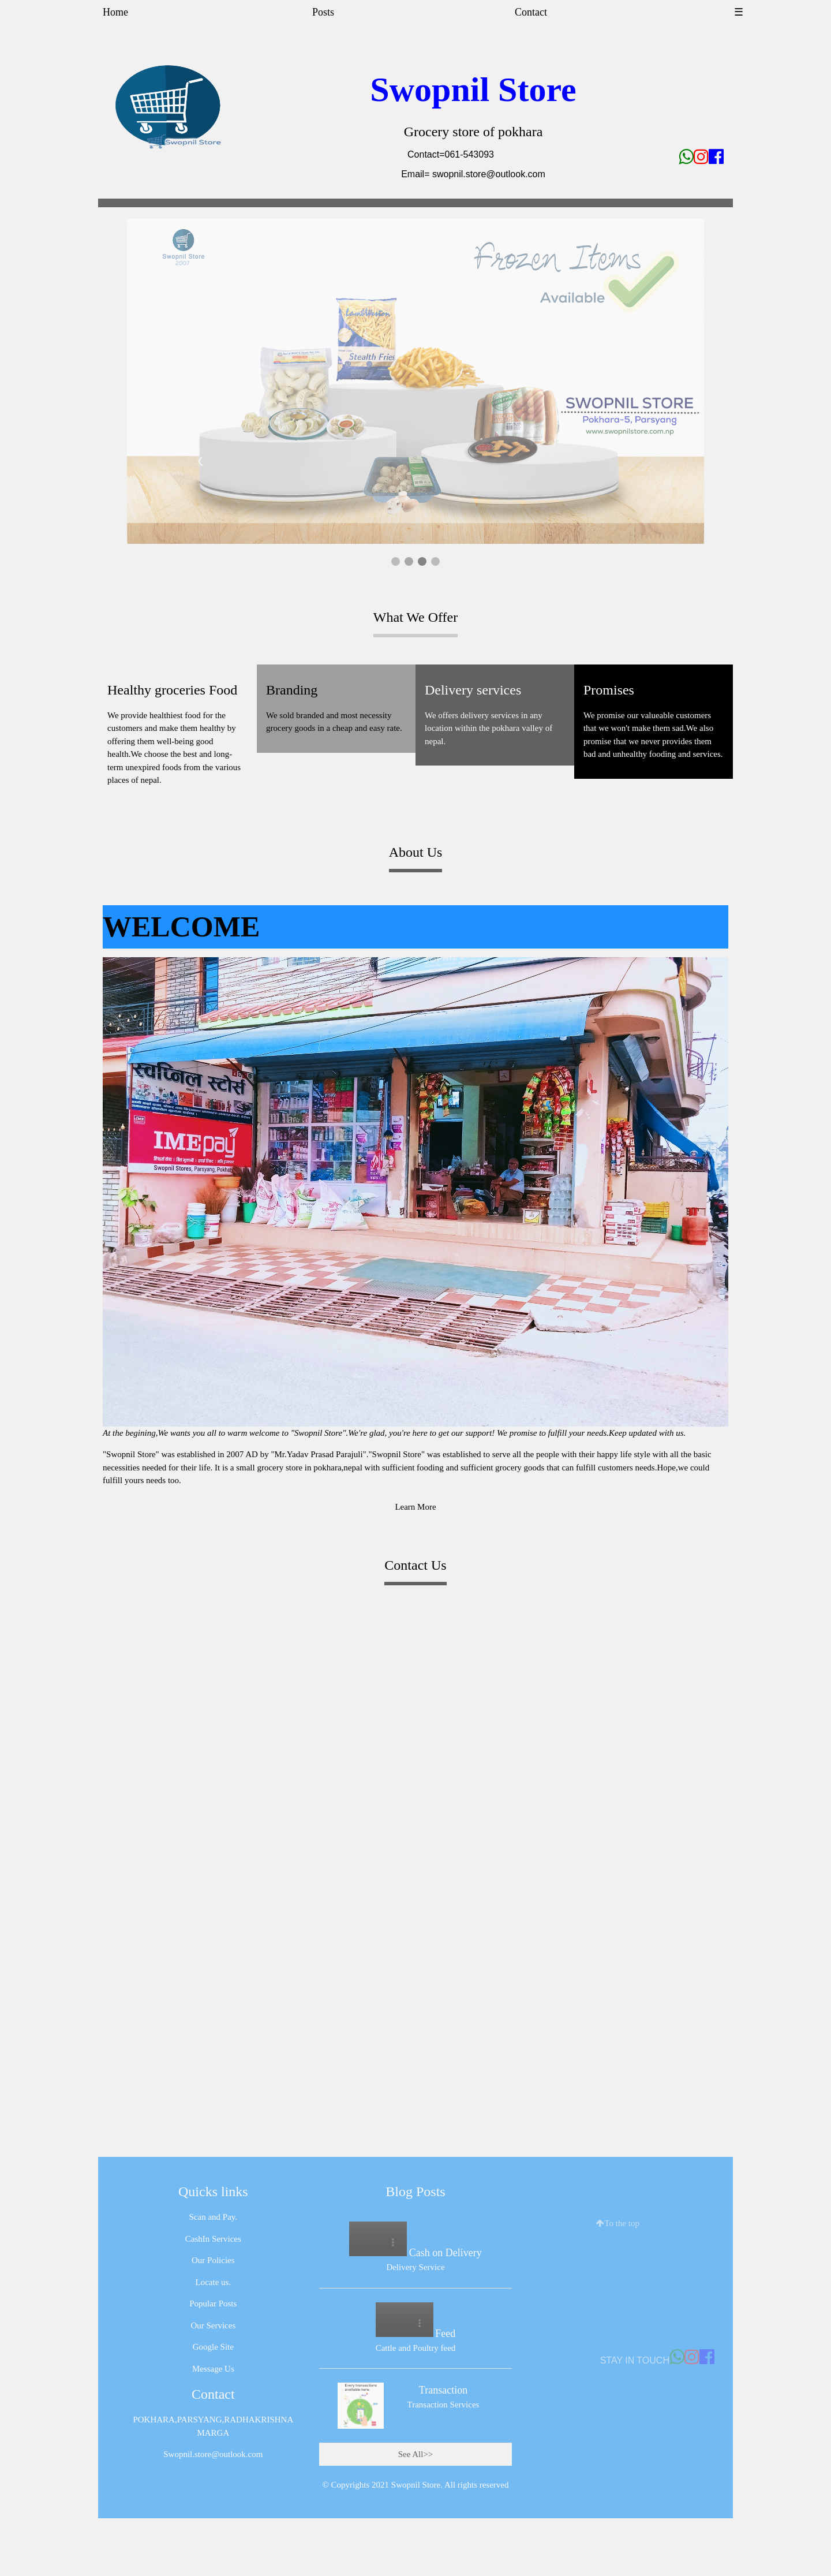 Home
Posts
Contact
☰
Swopnil Store
Swopnil Store
Grocery store of pokhara
Contact=061-543093
Email= swopnil.store@outlook.com
Swopnil Store
2007
Frozen Items
Available
Lamb Weston
Stealth Fries
SWOPNIL STORE
Pokhara-5, Parsyang
www.swopnilstore.com.np
What We Offer
Healthy groceries Food
We provide healthiest food for the
customers and make them healthy by
offering them well-being good
health.We choose the best and long-
term unexpired foods from the various
places of nepal.
Branding
We sold branded and most necessity
grocery goods in a cheap and easy rate.
Delivery services
We offers delivery services in any
location within the pokhara valley of
nepal.
Promises
We promise our valueable customers
that we won't make them sad.We also
promise that we never provides them
bad and unhealthy fooding and services.
About Us
WELCOME
स्वप्निल स्टोर्स
IME pay
Swopnil Stores, Parsyang, Pokhara
At the begining,We wants you all to warm welcome to "Swopnil Store".We're glad, you're here to get our support! We promise to fulfill your needs.Keep updated with us.
"Swopnil Store" was established in 2007 AD by "Mr.Yadav Prasad Parajuli"."Swopnil Store" was established to serve all the people with their happy life style with all the basic
necessities needed for their life. It is a small grocery store in pokhara,nepal with sufficient fooding and sufficient grocery goods that can fulfill customers needs.Hope,we could
fulfill yours needs too.
Learn More
Contact Us
Quicks links
Scan and Pay.
CashIn Services
Our Policies
Locate us.
Popular Posts
Our Services
Google Site
Message Us
Contact
POKHARA,PARSYANG,RADHAKRISHNA
MARGA
Swopnil.store@outlook.com
Blog Posts
Cash on Delivery
Delivery Service
Feed
Cattle and Poultry feed
Every transactions
available here
Transaction
Transaction Services
See All>>
© Copyrights 2021 Swopnil Store. All rights reserved
To the top
STAY IN TOUCH